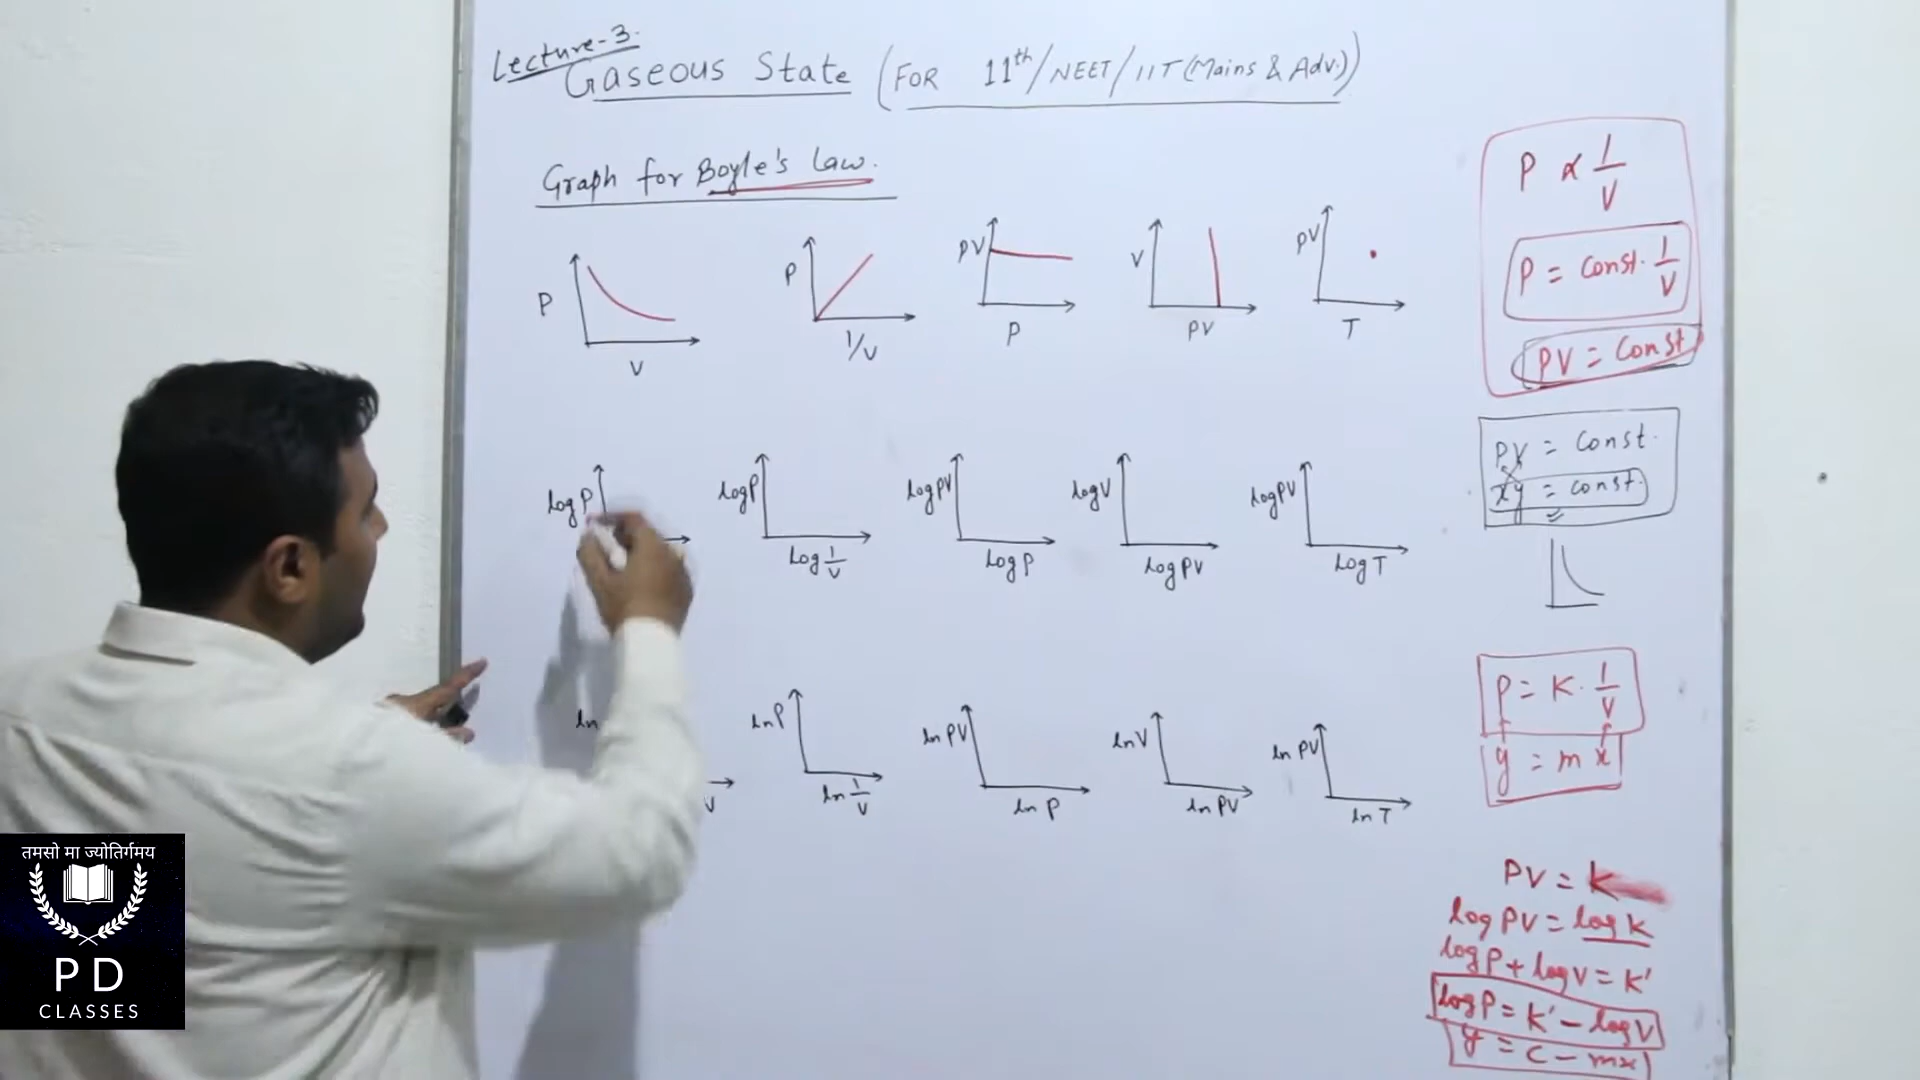 Lecture-3.
Gaseous State (FOR 11th/NEET/IIT(Mains & Adv.))
Graph for Boyle's Law.
P
V
P
1/V
PV
P
V
PV
PV
T
log P
log P
log 1/V
log PV
log P
log V
log PV
log PV
log T
ln
V
ln P
ln 1/V
ln PV
ln P
ln V
ln PV
ln PV
ln T
P ∝ 1/V
P = Const. 1/V
PV = Const
PV = Const.
xy = const.
P = K · 1/V
y = m x
PV = K
log PV = log K
log P + log V = K'
log P = K' - log V
y = c - mx
तमसो मा ज्योतिर्गमय
PD
CLASSES